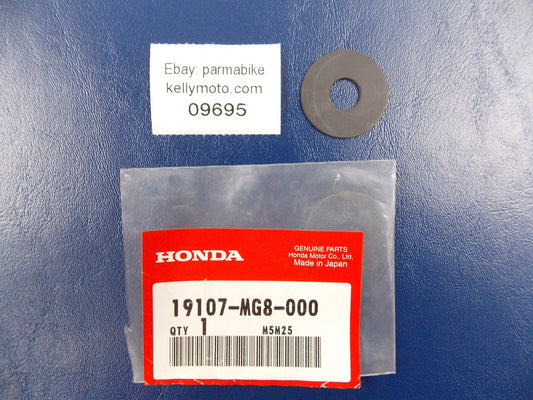 Ebay: parmabike
kellymoto.com
09695
HONDA
GENUINE PARTS
Honda Motor Co., Ltd.
Made in Japan
19107-MG8-000
QTY 1 M5M25